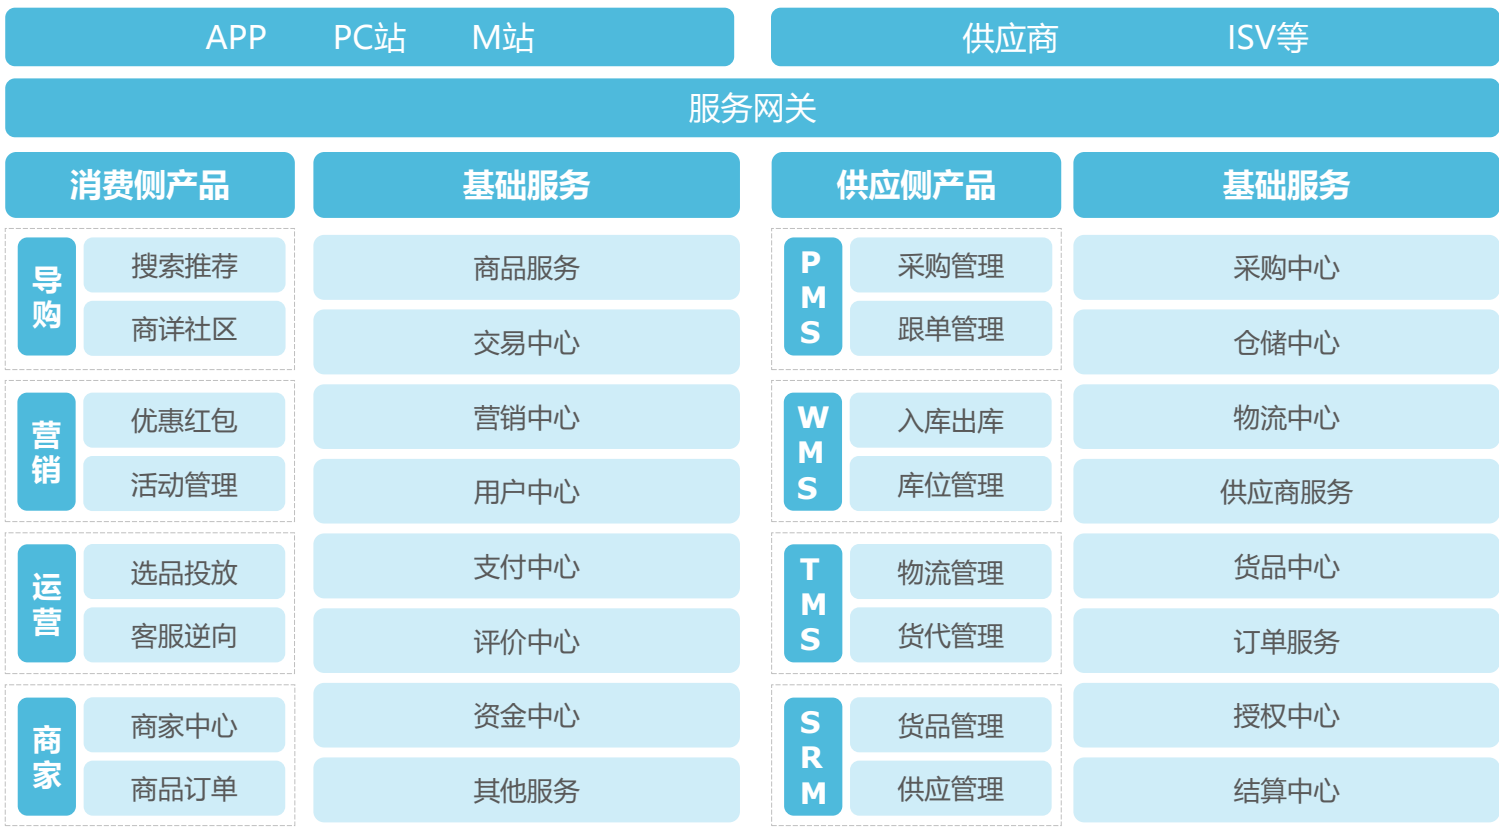 APP PC站 M站
供应商 ISV等
服务网关
消费侧产品
导购
搜索推荐
商详社区
营销
优惠红包
活动管理
运营
选品投放
客服逆向
商家
商家中心
商品订单
基础服务
商品服务
交易中心
营销中心
用户中心
支付中心
评价中心
资金中心
其他服务
供应侧产品
PMS
采购管理
跟单管理
WMS
入库出库
库位管理
TMS
物流管理
货代管理
SRM
货品管理
供应管理
基础服务
采购中心
仓储中心
物流中心
供应商服务
货品中心
订单服务
授权中心
结算中心